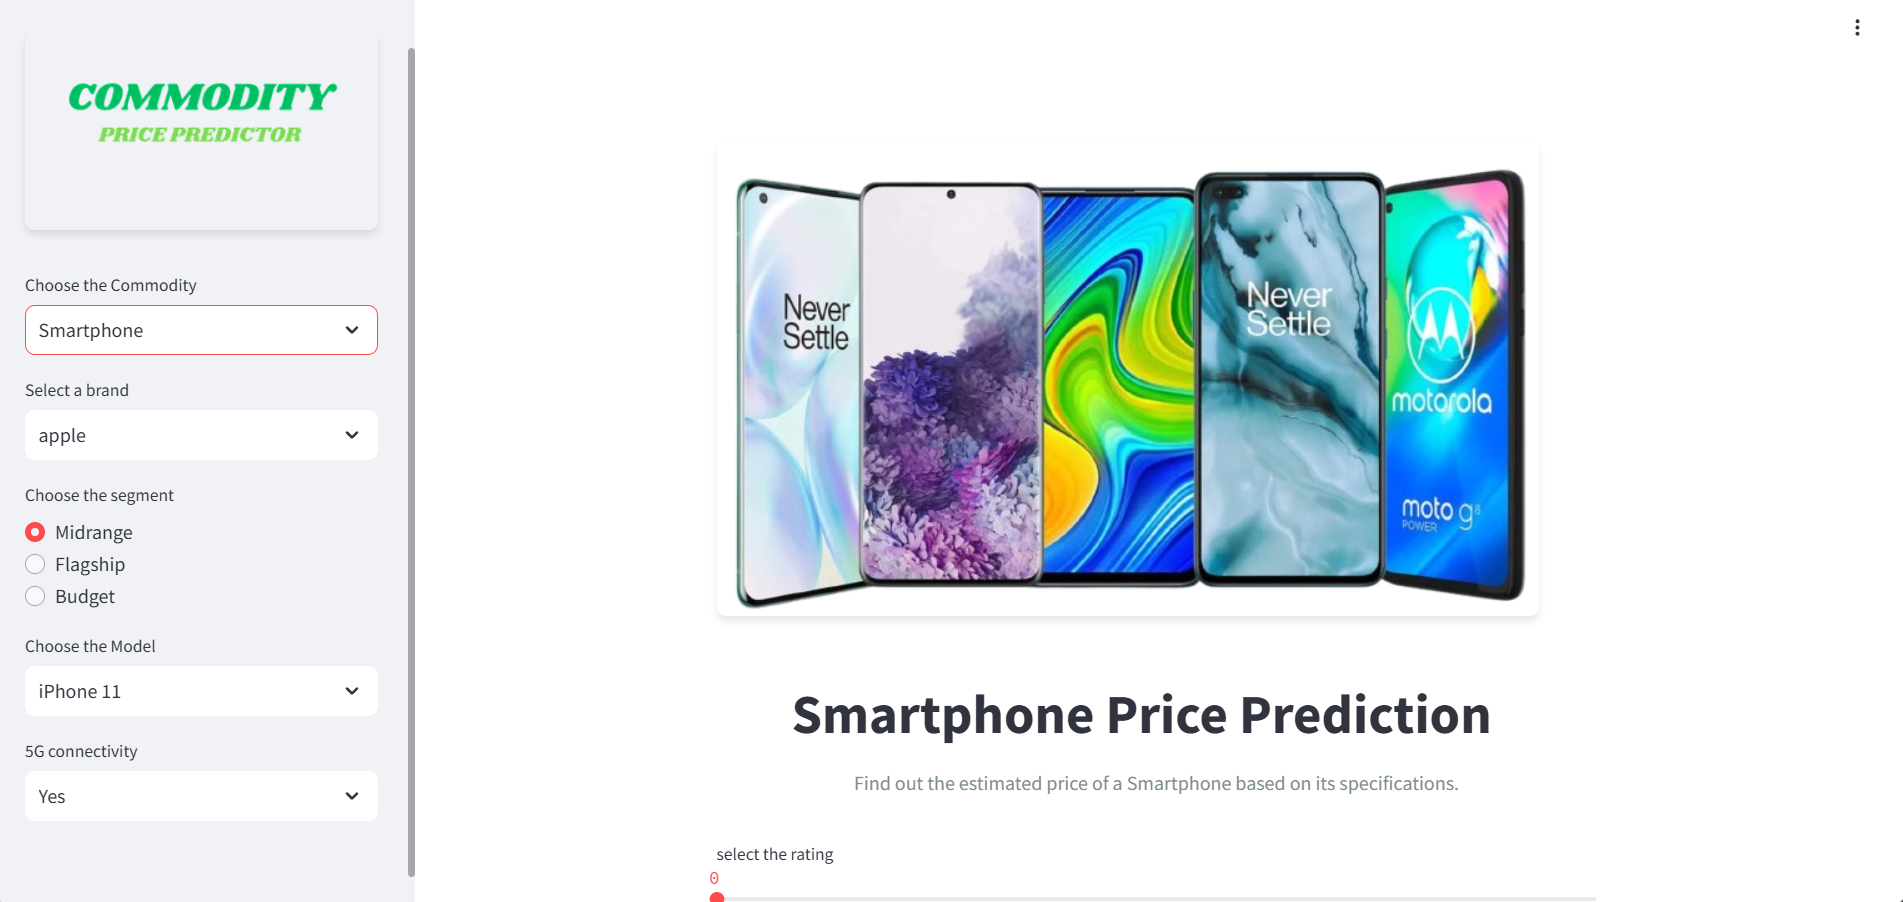 COMMODITY
PRICE PREDICTOR
Choose the Commodity
Smartphone
Select a brand
apple
Choose the segment
Midrange
Flagship
Budget
Choose the Model
iPhone 11
5G connectivity
Yes
Never
Settle
Never
Settle
motorola
moto g8
POWER
Smartphone Price Prediction
Find out the estimated price of a Smartphone based on its specifications.
select the rating
0